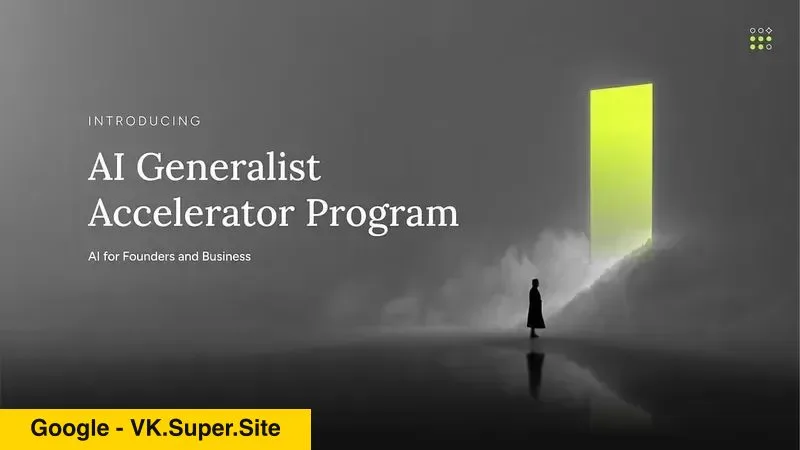 INTRODUCING
AI Generalist
Accelerator Program
AI for Founders and Business
Google - VK.Super.Site